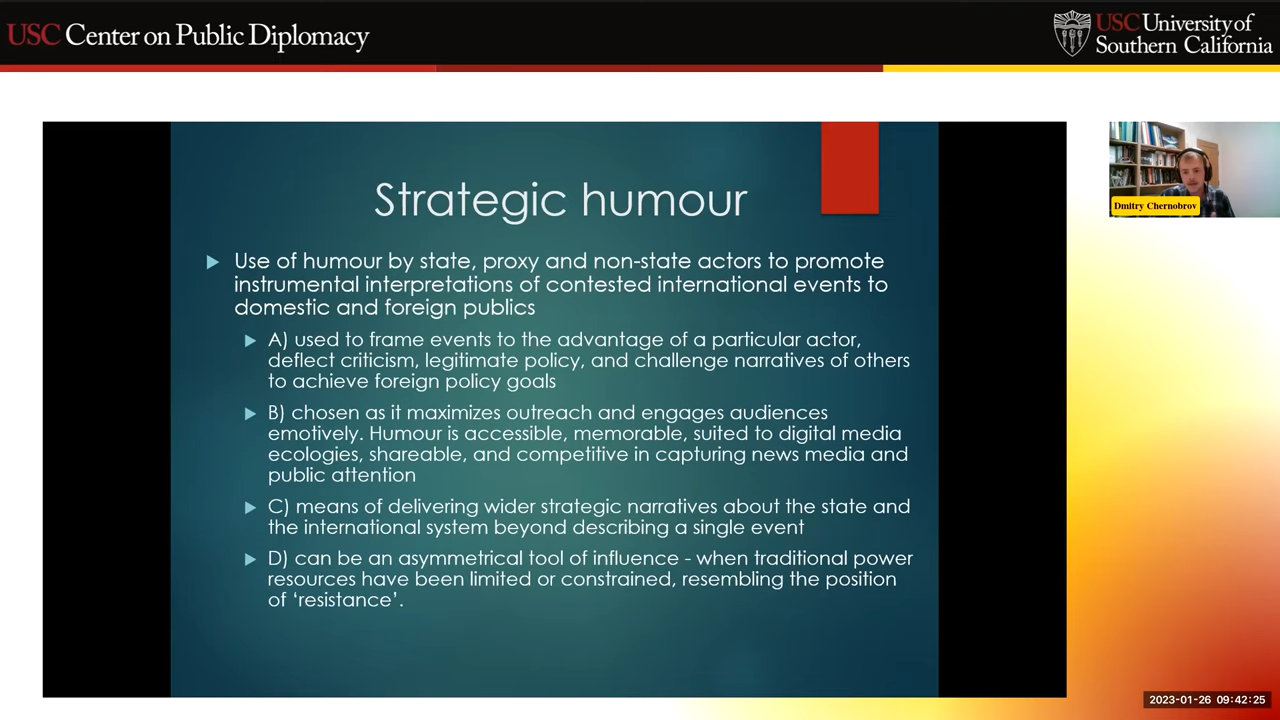 USC Center on Public Diplomacy
USC University of
Southern California
Strategic humour
Use of humour by state, proxy and non-state actors to promote
instrumental interpretations of contested international events to
domestic and foreign publics
A) used to frame events to the advantage of a particular actor,
deflect criticism, legitimate policy, and challenge narratives of others
to achieve foreign policy goals
B) chosen as it maximizes outreach and engages audiences
emotively. Humour is accessible, memorable, suited to digital media
ecologies, shareable, and competitive in capturing news media and
public attention
C) means of delivering wider strategic narratives about the state and
the international system beyond describing a single event
D) can be an asymmetrical tool of influence - when traditional power
resources have been limited or constrained, resembling the position
of ‘resistance’.
Dmitry Chernobrov
2023-01-26 09:42:25